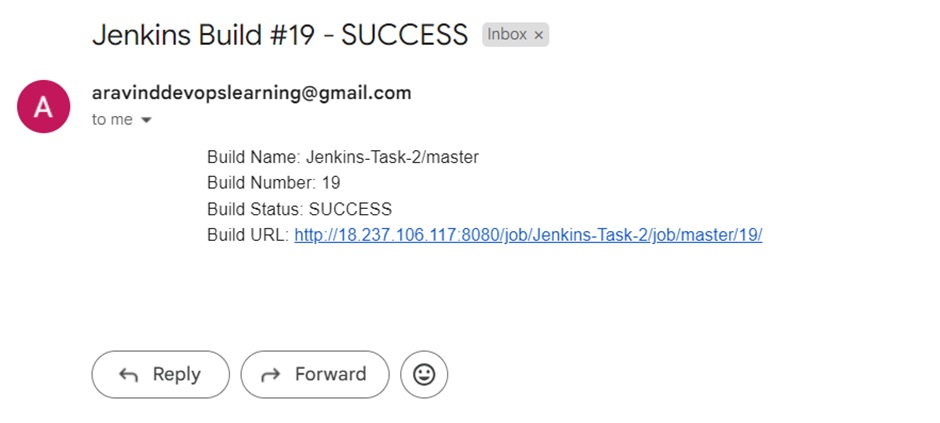 Jenkins Build #19 - SUCCESS Inbox ×
A aravinddevopslearning@gmail.com
to me
Build Name: Jenkins-Task-2/master
Build Number: 19
Build Status: SUCCESS
Build URL: http://18.237.106.117:8080/job/Jenkins-Task-2/job/master/19/
Reply Forward